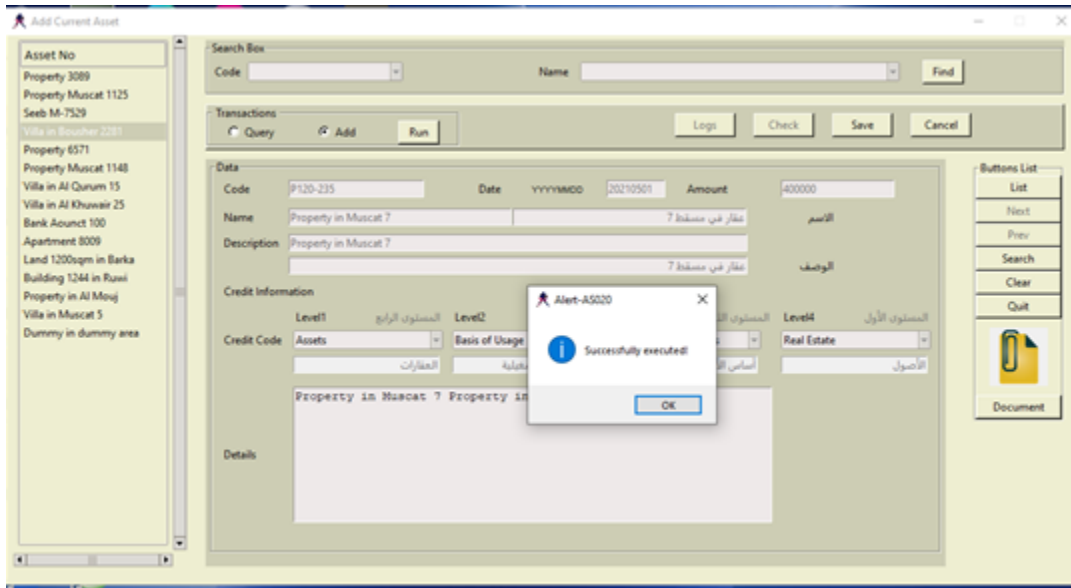 Add Current Asset
Asset No
Property 3089
Property Muscat 1125
Seeb M-7529
Villa in Bousher 2281
Property 6571
Property Muscat 1148
Villa in Al Qurum 15
Villa in Al Khuwair 25
Bank Aounct 100
Apartment 8009
Land 1200sqm in Barka
Building 1244 in Ruwi
Property in Al Mouj
Villa in Muscat 5
Dummy in dummy area
Search Box
Code Name Find
Transactions
Query Add Run Logs Check Save Cancel
Data
Code P120-235 Date YYYYMMDD 20210501 Amount 400000
Name Property in Muscat 7 عقار في مسقط 7 الاسم
Description Property in Muscat 7
عقار في مسقط 7 الوصف
Credit Information
Level1 المستوى الرابع Level2 المستوى Level4 المستوى الأول
Credit Code Assets Basis of Usage Real Estate
العقارات أساس الأصول
Property in Muscat 7 Property in
Details
Alert-AS020
Successfully executed!
OK
Buttons List
List
Next
Prev
Search
Clear
Quit
Document